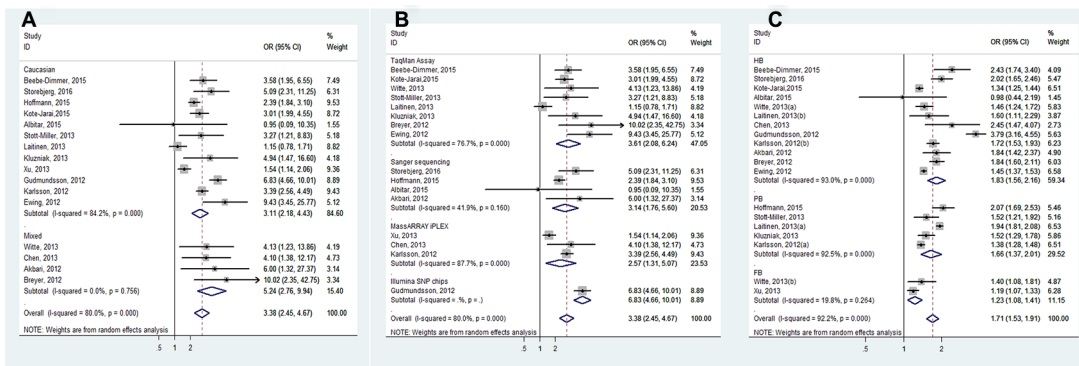 A
Study
%
ID
OR (95% CI)
Weight
Caucasian
Beebe-Dimmer, 2015 3.58 (1.95, 6.55) 7.49
Storebjerg, 2016 5.09 (2.31, 11.25) 6.31
Hoffmann, 2015 2.39 (1.84, 3.10) 9.53
Kote-Jarai, 2015 3.01 (1.99, 4.55) 8.72
Albitar, 2015 0.95 (0.09, 10.35) 1.55
Stott-Miller, 2013 3.27 (1.21, 8.83) 5.18
Laitinen, 2013 1.15 (0.78, 1.71) 8.82
Kluzniak, 2013 4.94 (1.47, 16.60) 4.18
Xu, 2013 1.54 (1.14, 2.06) 9.36
Gudmundsson, 2012 6.83 (4.66, 10.01) 8.89
Karlsson, 2012 3.39 (2.56, 4.49) 9.43
Ewing, 2012 9.43 (3.45, 25.77) 5.12
Subtotal (I-squared = 84.2%, p = 0.000) 3.11 (2.18, 4.43) 84.60
.
Mixed
Witte, 2013 4.13 (1.23, 13.86) 4.19
Chen, 2013 4.10 (1.38, 12.17) 4.73
Akbari, 2012 6.00 (1.32, 27.37) 3.14
Breyer, 2012 10.02 (2.35, 42.75) 3.34
Subtotal (I-squared = 0.0%, p = 0.756) 5.24 (2.76, 9.94) 15.40
.
Overall (I-squared = 80.0%, p = 0.000) 3.38 (2.45, 4.67) 100.00
NOTE: Weights are from random effects analysis
.5 1 2
B
Study
%
ID
OR (95% CI)
Weight
TaqMan Assay
Beebe-Dimmer, 2015 3.58 (1.95, 6.55) 7.49
Kote-Jarai, 2015 3.01 (1.99, 4.55) 8.72
Witte, 2013 4.13 (1.23, 13.86) 4.19
Stott-Miller, 2013 3.27 (1.21, 8.83) 5.18
Laitinen, 2013 1.15 (0.78, 1.71) 8.82
Kluzniak, 2013 4.94 (1.47, 16.60) 4.18
Breyer, 2012 10.02 (2.35, 42.75) 3.34
Ewing, 2012 9.43 (3.45, 25.77) 5.12
Subtotal (I-squared = 76.7%, p = 0.000) 3.61 (2.08, 6.24) 47.05
.
Sanger sequencing
Storebjerg, 2016 5.09 (2.31, 11.25) 6.31
Hoffmann, 2015 2.39 (1.84, 3.10) 9.53
Albitar, 2015 0.95 (0.09, 10.35) 1.55
Akbari, 2012 6.00 (1.32, 27.37) 3.14
Subtotal (I-squared = 41.9%, p = 0.160) 3.14 (1.76, 5.60) 20.53
.
MassARRAY iPLEX
Xu, 2013 1.54 (1.14, 2.06) 9.36
Chen, 2013 4.10 (1.38, 12.17) 4.73
Karlsson, 2012 3.39 (2.56, 4.49) 9.43
Subtotal (I-squared = 87.7%, p = 0.000) 2.57 (1.31, 5.07) 23.53
.
Illumina SNP chips
Gudmundsson, 2012 6.83 (4.66, 10.01) 8.89
Subtotal (I-squared = .%, p = .) 6.83 (4.66, 10.01) 8.89
.
Overall (I-squared = 80.0%, p = 0.000) 3.38 (2.45, 4.67) 100.00
NOTE: Weights are from random effects analysis
.5 1 2
C
Study
%
ID
OR (95% CI)
Weight
HB
Beebe-Dimmer, 2015 2.43 (1.74, 3.40) 4.09
Storebjerg, 2016 2.02 (1.65, 2.46) 5.47
Kote-Jarai, 2015 1.34 (1.25, 1.44) 6.51
Albitar, 2015 0.98 (0.44, 2.19) 1.41
Witte, 2013(a) 1.46 (1.24, 1.72) 5.82
Laitinen, 2013(b) 1.60 (1.11, 2.29) 3.87
Chen, 2013 2.45 (1.47, 4.07) 2.73
Gudmundsson, 2012 3.79 (3.16, 4.55) 5.63
Karlsson, 2012(b) 1.72 (1.53, 1.93) 6.23
Akbari, 2012 1.84 (1.42, 2.37) 4.90
Breyer, 2012 1.84 (1.60, 2.11) 6.03
Ewing, 2012 1.45 (1.37, 1.53) 6.58
Subtotal (I-squared = 93.0%, p = 0.000) 1.83 (1.56, 2.16) 59.34
.
PB
Hoffmann, 2015 2.07 (1.69, 2.53) 5.46
Stott-Miller, 2013 1.52 (1.21, 1.92) 5.16
Laitinen, 2013(a) 1.94 (1.81, 2.08) 6.53
Kluzniak, 2013 1.52 (1.29, 1.78) 5.86
Karlsson, 2012(a) 1.38 (1.28, 1.48) 6.51
Subtotal (I-squared = 92.5%, p = 0.000) 1.66 (1.37, 2.01) 29.52
.
FB
Witte, 2013(b) 1.40 (1.08, 1.81) 4.87
Xu, 2013 1.19 (1.07, 1.33) 6.28
Subtotal (I-squared = 19.8%, p = 0.264) 1.23 (1.08, 1.41) 11.15
.
Overall (I-squared = 92.2%, p = 0.000) 1.71 (1.53, 1.91) 100.00
NOTE: Weights are from random effects analysis
.5 1 2